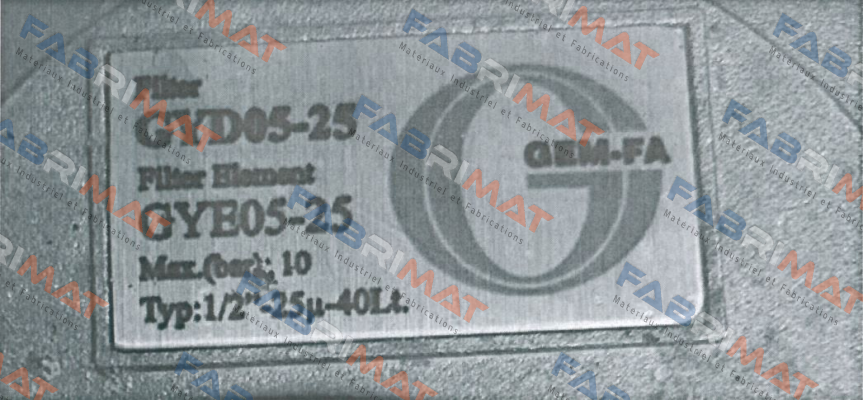 Filter
GYD05-25
Filter Element
GYE05-25
Max.(bar); 10
Typ:1/2"-25µ-40Lt.
GEM-FA
FABRIMAT
Materiaux Industriel et Fabrications